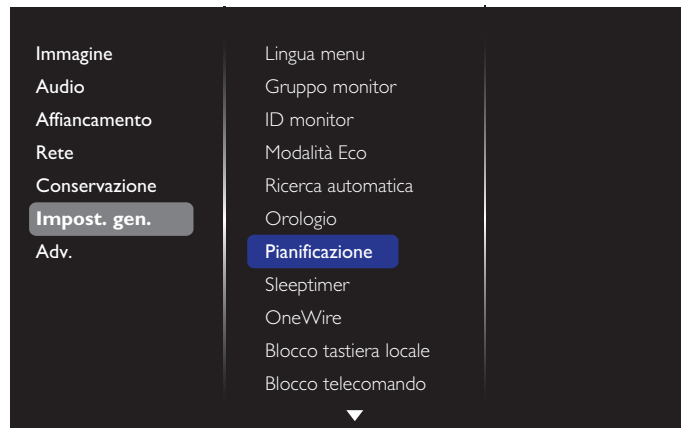 Immagine
Audio
Affiancamento
Rete
Conservazione
Impost. gen.
Adv.
Lingua menu
Gruppo monitor
ID monitor
Modalità Eco
Ricerca automatica
Orologio
Pianificazione
Sleeptimer
OneWire
Blocco tastiera locale
Blocco telecomando